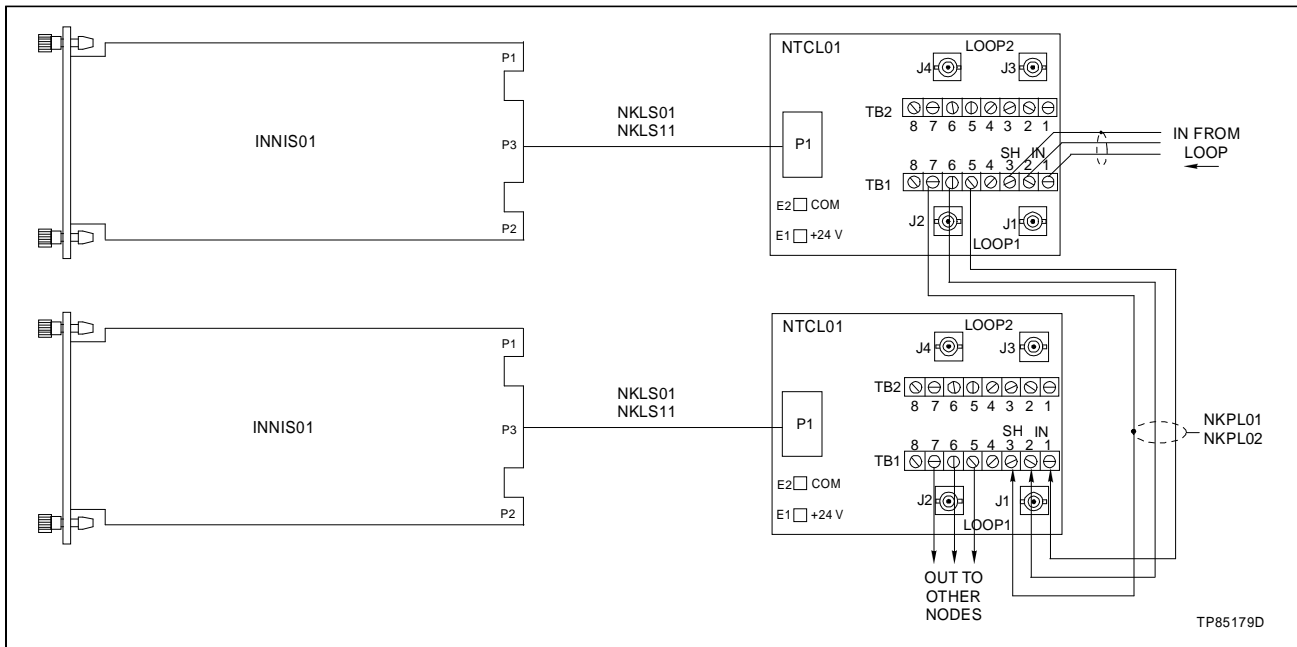 P1
INNIS01
P3
P2
NKLS01
NKLS11
NTCL01
LOOP2
J4
J3
TB2
8 7 6 5 4 3 2 1
P1
SH IN
8 7 6 5 4 3 2 1
TB1
E2 COM
J2
J1
E1 +24 V
LOOP1
IN FROM
LOOP
P1
INNIS01
P3
P2
NKLS01
NKLS11
NTCL01
LOOP2
J4
J3
TB2
8 7 6 5 4 3 2 1
P1
SH IN
8 7 6 5 4 3 2 1
TB1
E2 COM
J2
J1
E1 +24 V
LOOP1
NKPL01
NKPL02
OUT TO
OTHER
NODES
TP85179D